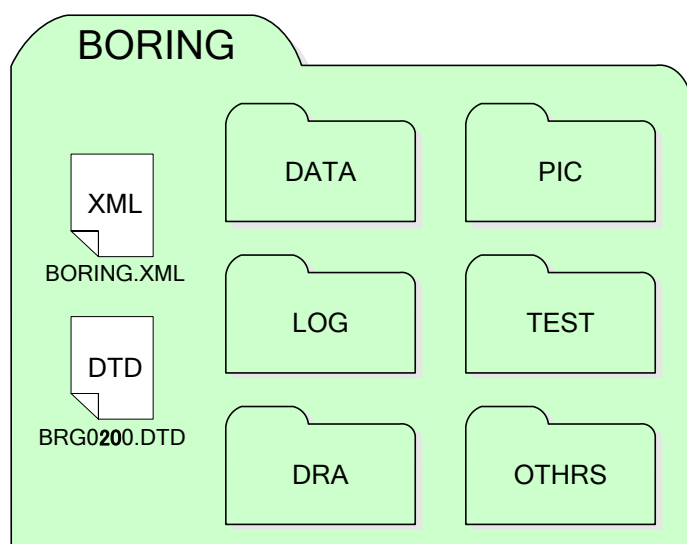 BORING
XML
BORING.XML
DTD
BRG0200.DTD
DATA
PIC
LOG
TEST
DRA
OTHRS